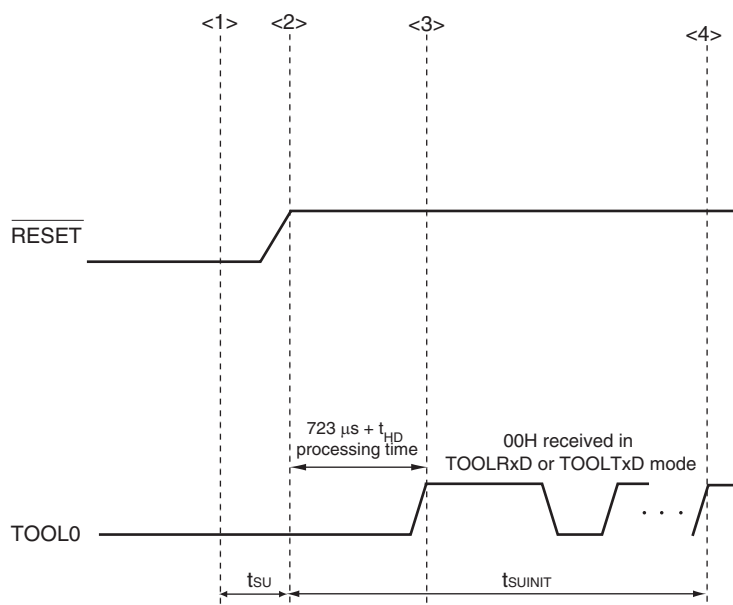 <1>
<2>
<3>
<4>
RESET
723 μs + tHD
processing time
00H received in
TOOLRxD or TOOLTxD mode
. . .
TOOL0
tSU
tSUINIT